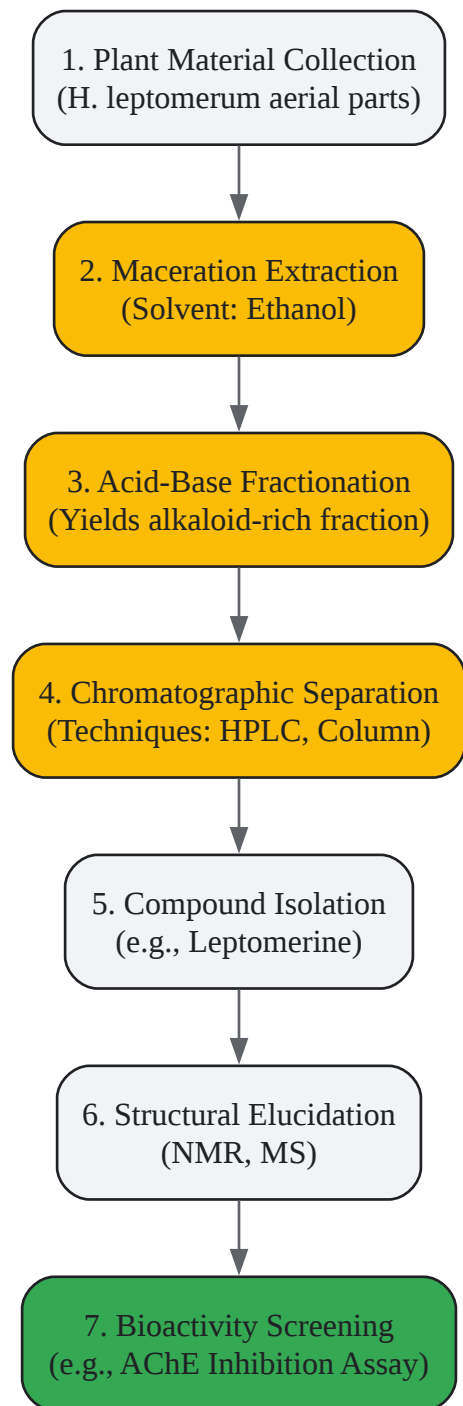 1. Plant Material Collection
(H. leptomerum aerial parts)
2. Maceration Extraction
(Solvent: Ethanol)
3. Acid-Base Fractionation
(Yields alkaloid-rich fraction)
4. Chromatographic Separation
(Techniques: HPLC, Column)
5. Compound Isolation
(e.g., Leptomerine)
6. Structural Elucidation
(NMR, MS)
7. Bioactivity Screening
(e.g., AChE Inhibition Assay)